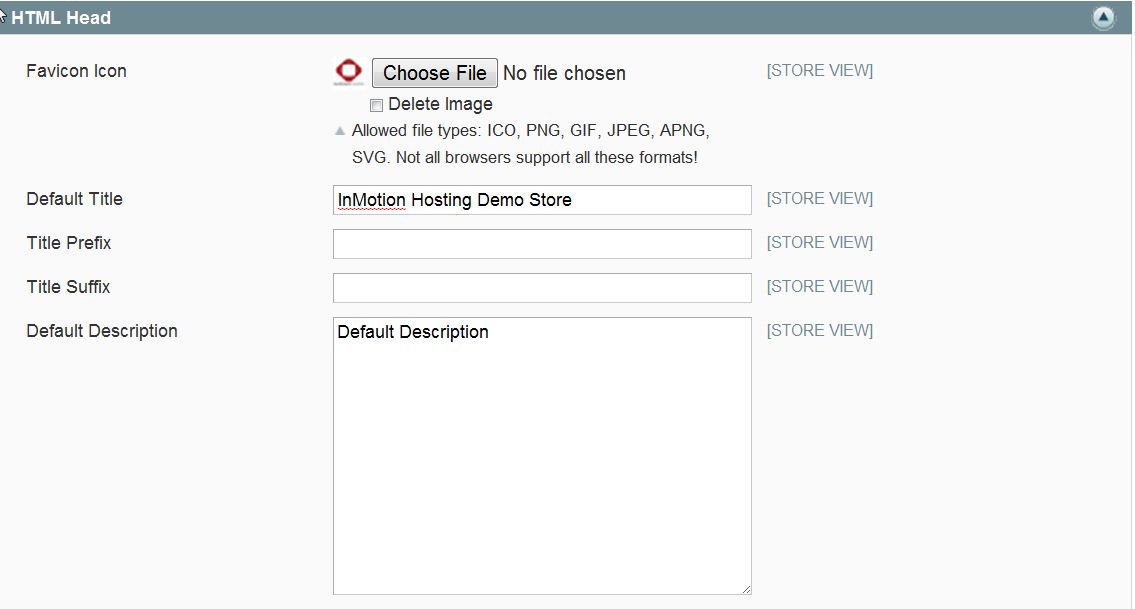 HTML Head
Favicon Icon Choose File No file chosen [STORE VIEW]
Delete Image
Allowed file types: ICO, PNG, GIF, JPEG, APNG,
SVG. Not all browsers support all these formats!
Default Title InMotion Hosting Demo Store [STORE VIEW]
Title Prefix [STORE VIEW]
Title Suffix [STORE VIEW]
Default Description Default Description [STORE VIEW]